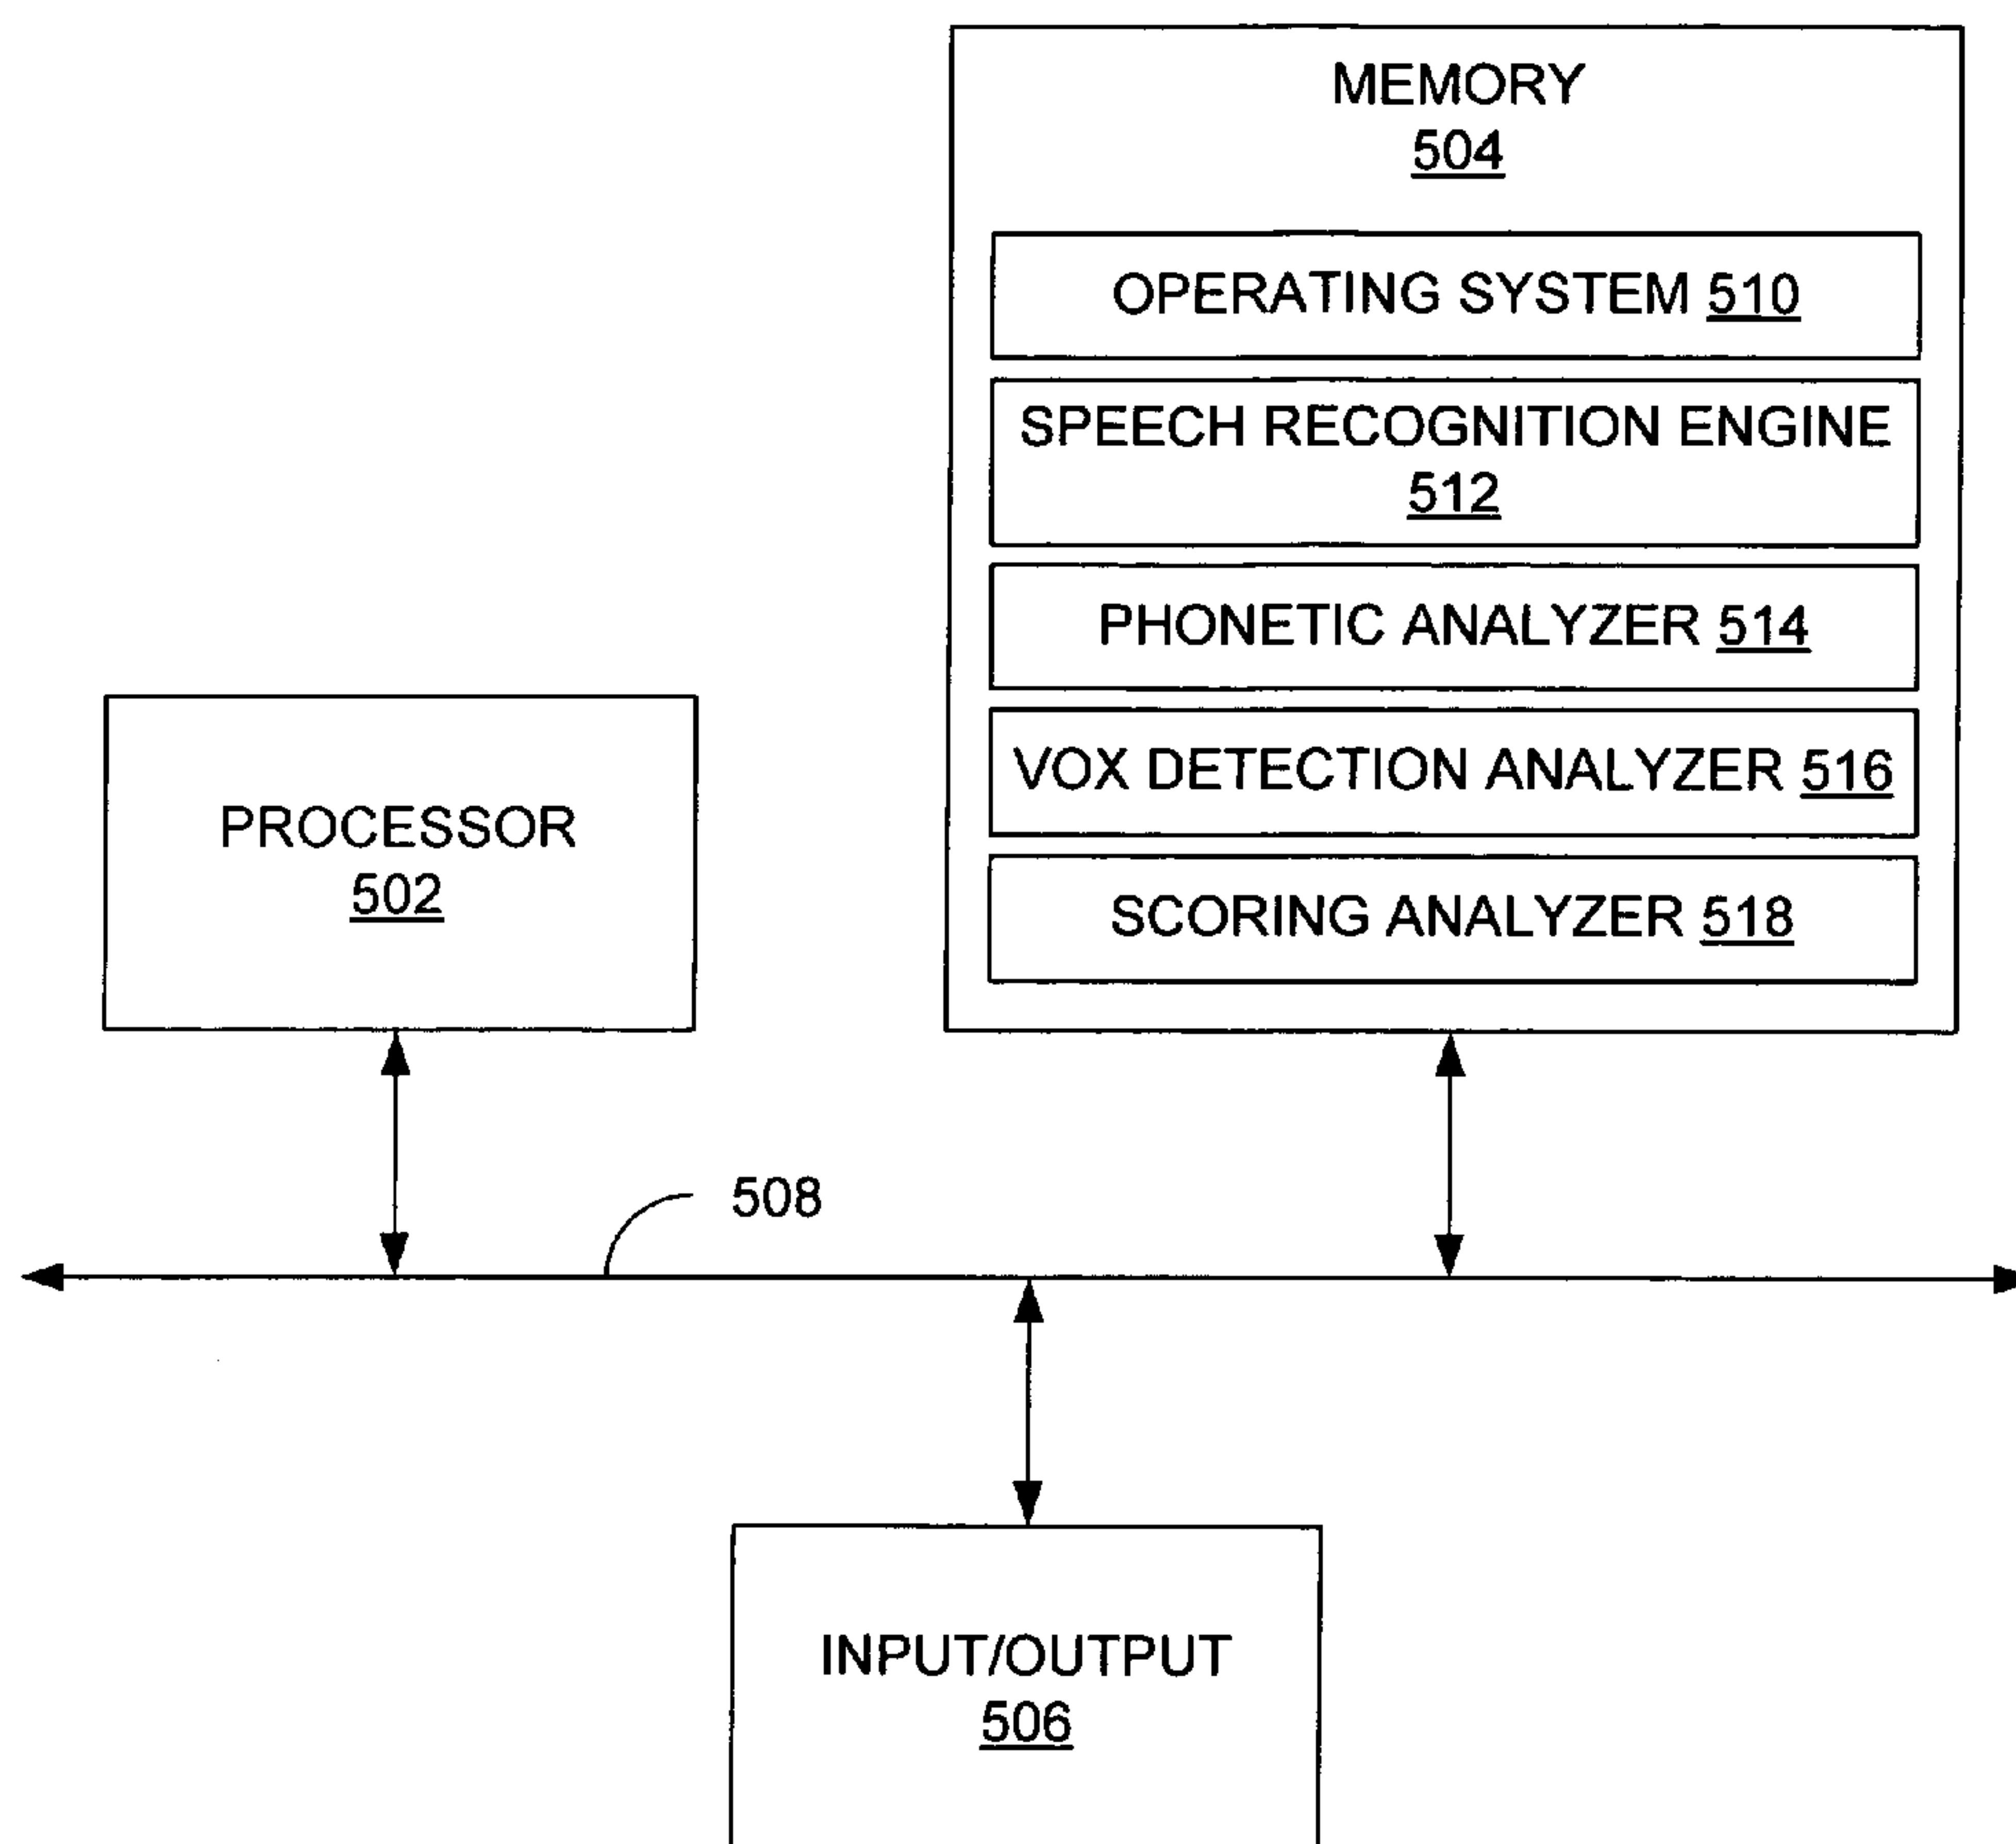 MEMORY
504
OPERATING SYSTEM 510
SPEECH RECOGNITION ENGINE
512
PHONETIC ANALYZER 514
VOX DETECTION ANALYZER 516
SCORING ANALYZER 518
PROCESSOR
502
508
INPUT/OUTPUT
506